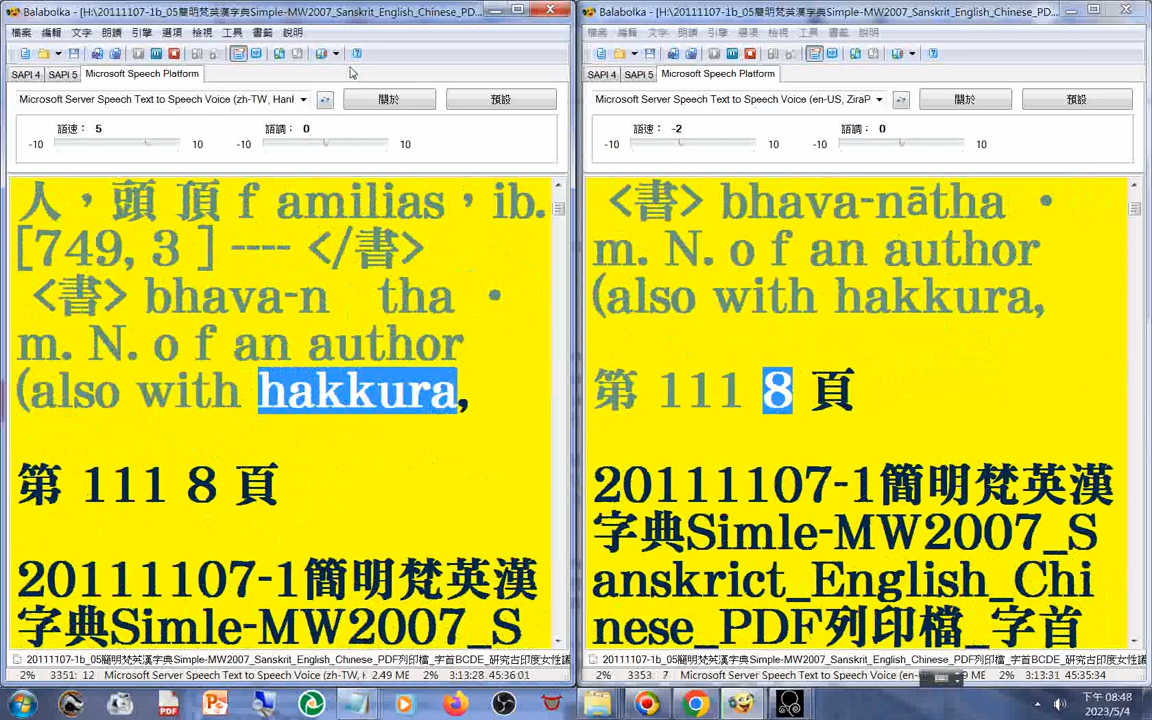 Balabolka - [H:\20111107-1b_05簡明梵英漢字典Simple-MW2007_Sanskrit_English_Chinese_PD...
檔案 編輯 文字 朗讀 引擎 選項 檢視 工具 書籤 說明
SAPI 4 SAPI 5 Microsoft Speech Platform
Microsoft Server Speech Text to Speech Voice (zh-TW, Hanl
關於 預設
語速： 5 語調： 0
-10 10 -10 10
人，頭 頂 f amilias，ib.
[749, 3 ] ---- </書>
<書> bhava-n tha •
m. N. o f an author
(also with hakkura,
第 111 8 頁
20111107-1簡明梵英漢
字典Simle-MW2007_S
20111107-1b_05簡明梵英漢字典Simple-MW2007_Sanskrit_English_Chinese_PDF列印檔_字首BCDE_研究古印度女性議
2% 3351: 12 Microsoft Server Speech Text to Speech Voice (zh-TW, H 2.49 ME 2% 3:13:28 45:36:01
Balabolka - [H:\20111107-1b_05簡明梵英漢字典Simple-MW2007_Sanskrit_English_Chinese_PD...
檔案 編輯 文字 朗讀 引擎 選項 檢視 工具 書籤 說明
SAPI 4 SAPI 5 Microsoft Speech Platform
Microsoft Server Speech Text to Speech Voice (en-US, ZiraP
關於 預設
語速： -2 語調： 0
-10 10 -10 10
<書> bhava-nātha •
m. N. o f an author
(also with hakkura,
第 111 8 頁
20111107-1簡明梵英漢
字典Simle-MW2007_S
anskrict_English_Chi
nese_PDF列印檔_字首
20111107-1b_05簡明梵英漢字典Simple-MW2007_Sanskrit_English_Chinese_PDF列印檔_字首BCDE_研究古印度女性議
2% 3353: 7 Microsoft Server Speech Text to Speech Voice (en-
ME 2% 3:13:31 45:35:34
下午 08:48
2023/5/4